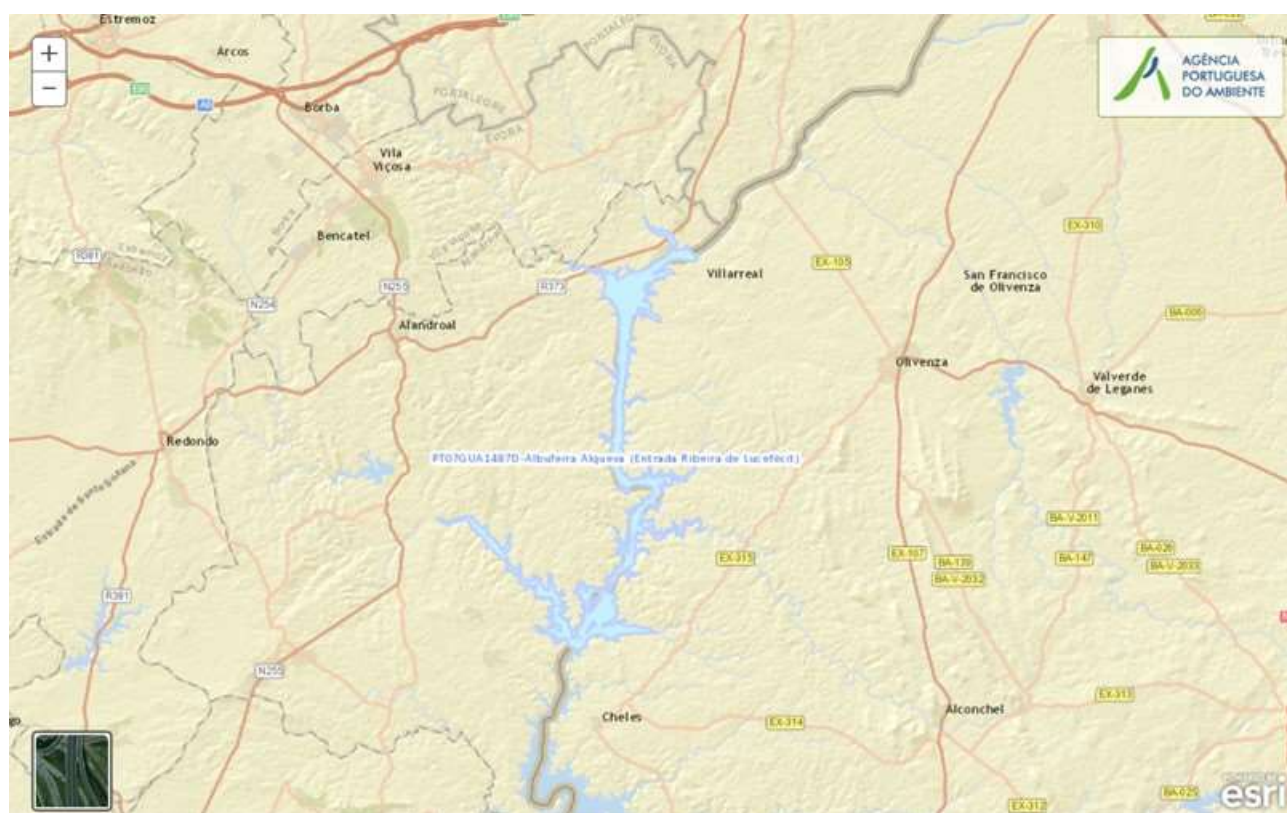 Estremoz
Arcos
+
−
Borba
PORTALEGRE
ÉVORA
PORTALEGRE
ÉVORA
AGÊNCIA
PORTUGUESA
DO AMBIENTE
Vila
Viçosa
Bencatel
R381
N254
N255
R373
Alandroal
Villarreal
EX-105
EX-310
San Francisco
de Olivenza
BA-006
Olivenza
Valverde
de Leganes
Redondo
PT07GUA1487D-Albufeira Alqueva (Entrada Ribeira de Lucefécit)
EX-315
EX-107
BA-139
BA-V-2032
BA-V-2011
BA-147
BA-026
BA-V-2033
R381
N255
Cheles
EX-314
Alconchel
EX-313
EX-312
BA-025
esri